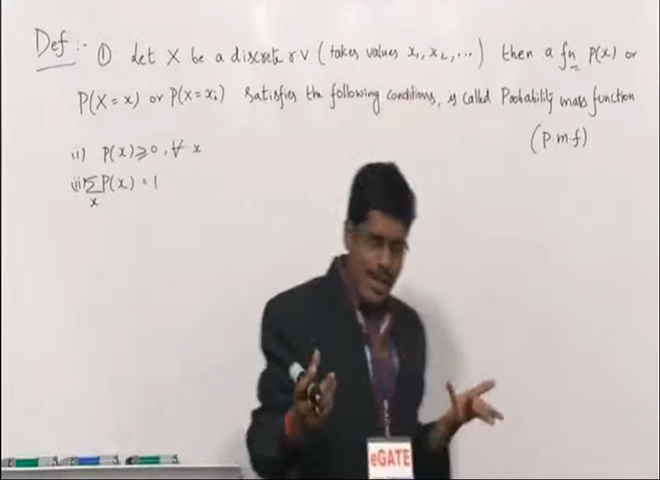 Def :- ① Let X be a discrete r v ( takes values x₁, x₂, ... ) then a fn P(x) or
P(X = x) or P(X = xᵢ) satisfies the following conditions, is called Probability mass function
(p.m.f)
(i) P(x) ⩾ 0, ∀ x
(ii) ∑ P(x) = 1
x
eGATE